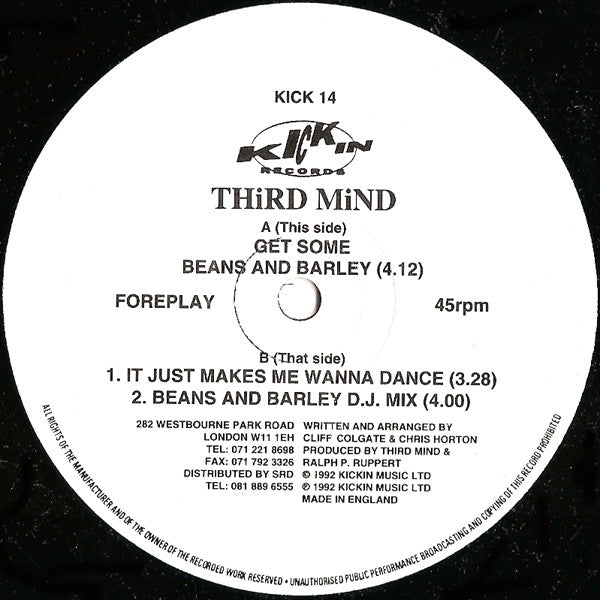 KICK 14
KICKIN
RECORDS
THiRD MiND
A (This side)
GET SOME
BEANS AND BARLEY (4.12)
FOREPLAY
45rpm
B (That side)
1. IT JUST MAKES ME WANNA DANCE (3.28)
2. BEANS AND BARLEY D.J. MIX (4.00)
282 WESTBOURNE PARK ROAD
LONDON W11 1EH
Tel: 071 221 8698
FAX: 071 792 3326
DISTRIBUTED BY SRD
Tel: 081 889 6555
WRITTEN AND ARRANGED BY
CLIFF COLGATE & CHRIS HORTON
PRODUCED BY THIRD MIND &
RALPH P. RUPPERT
© 1992 KICKIN MUSIC LTD
℗ 1992 KICKIN MUSIC LTD
MADE IN ENGLAND
ALL RIGHTS OF THE MANUFACTURER AND OF THE OWNER OF THE RECORDED WORK RESERVED • UNAUTHORISED PUBLIC PERFORMANCE BROADCASTING AND COPYING OF THIS RECORD PROHIBITED